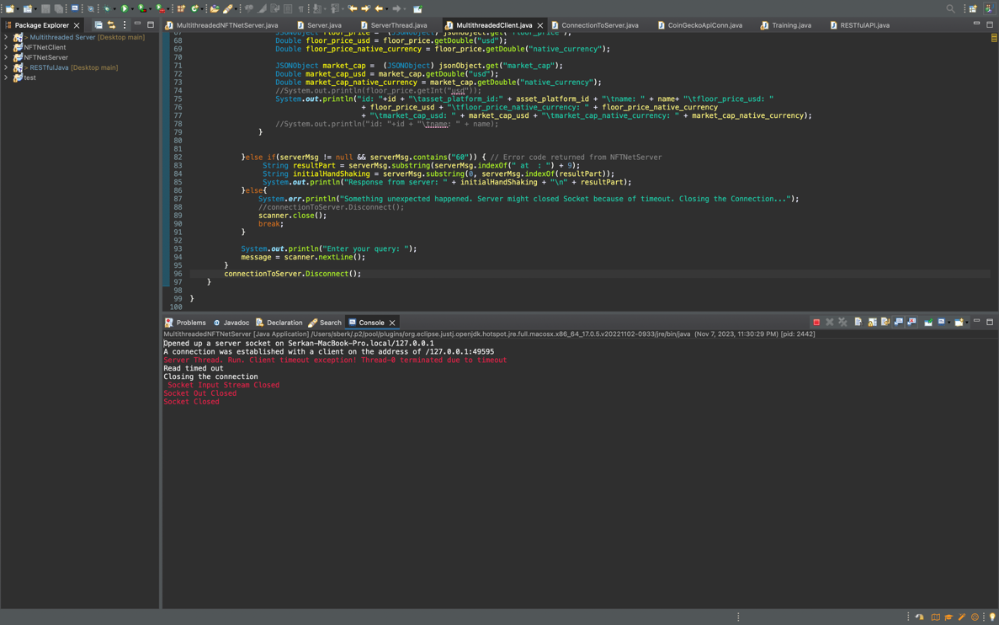 Package Explorer
> Multithreaded Server [Desktop main]
NFTNetClient
NFTNetServer
> RESTfulJava [Desktop main]
test
MultithreadedNFTNetServer.java
Server.java
ServerThread.java
MultithreadedClient.java
ConnectionToServer.java
CoinGeckoApiConn.java
Training.java
RESTfulAPI.java
68 Double floor_price_usd = floor_price.getDouble("usd");
69 Double floor_price_native_currency = floor_price.getDouble("native_currency");
70
71 JSONObject market_cap =  (JSONObject) jsonObject.get("market_cap");
72 Double market_cap_usd = market_cap.getDouble("usd");
73 Double market_cap_native_currency = market_cap.getDouble("native_currency");
74 //System.out.println(floor_price.getInt("usd"));
75 System.out.println("id: "+id + "\tasset_platform_id:" + asset_platform_id + "\tname: " + name+ "\tfloor_price_usd: "
76 + floor_price_usd + "\tfloor_price_native_currency: " + floor_price_native_currency
77 + "\tmarket_cap_usd: " + market_cap_usd + "\tmarket_cap_native_currency: " + market_cap_native_currency);
78 //System.out.println("id: "+id + "\tname: " + name);
79 }
80
81
82 }else if(serverMsg != null && serverMsg.contains("60")) { // Error code returned from NFTNetServer
83 String resultPart = serverMsg.substring(serverMsg.indexOf(" at  : ") + 9);
84 String initialHandShaking = serverMsg.substring(0, serverMsg.indexOf(resultPart));
85 System.out.println("Response from server: " + initialHandShaking + "\n" + resultPart);
86 }else{
87 System.err.println("Something unexpected happened. Server might closed Socket because of timeout. Closing the Connection...");
88 //connectionToServer.Disconnect();
89 scanner.close();
90 break;
91 }
92
93 System.out.println("Enter your query: ");
94 message = scanner.nextLine();
95 }
96 connectionToServer.Disconnect();
97 }
98
99 }
100
Problems
Javadoc
Declaration
Search
Console
MultithreadedNFTNetServer [Java Application] /Users/sberk/.p2/pool/plugins/org.eclipse.justj.openjdk.hotspot.jre.full.macosx.x86_64_17.0.5.v20221102-0933/jre/bin/java  (Nov 7, 2023, 11:30:29 PM) [pid: 2442]
Opened up a server socket on Serkan-MacBook-Pro.local/127.0.0.1
A connection was established with a client on the address of /127.0.0.1:49595
Server Thread. Run. Client timeout exception! Thread-0 terminated due to timeout
Read timed out
Closing the connection
Socket Input Stream Closed
Socket Out Closed
Socket Closed